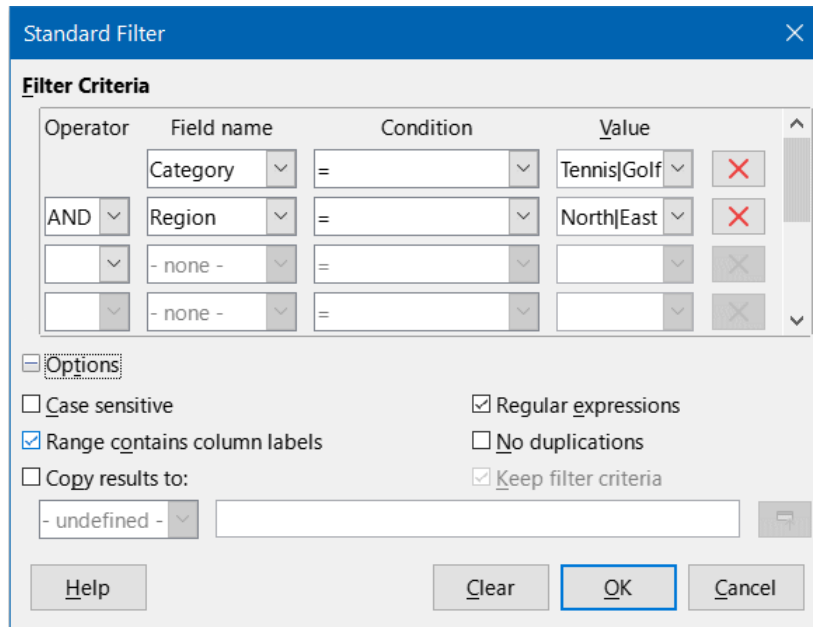 Standard Filter
Filter Criteria
Operator Field name Condition Value
Category = Tennis|Golf
AND Region = North|East
- none - =
- none - =
Options
Case sensitive Regular expressions
Range contains column labels No duplications
Copy results to: Keep filter criteria
- undefined -
Help Clear OK Cancel